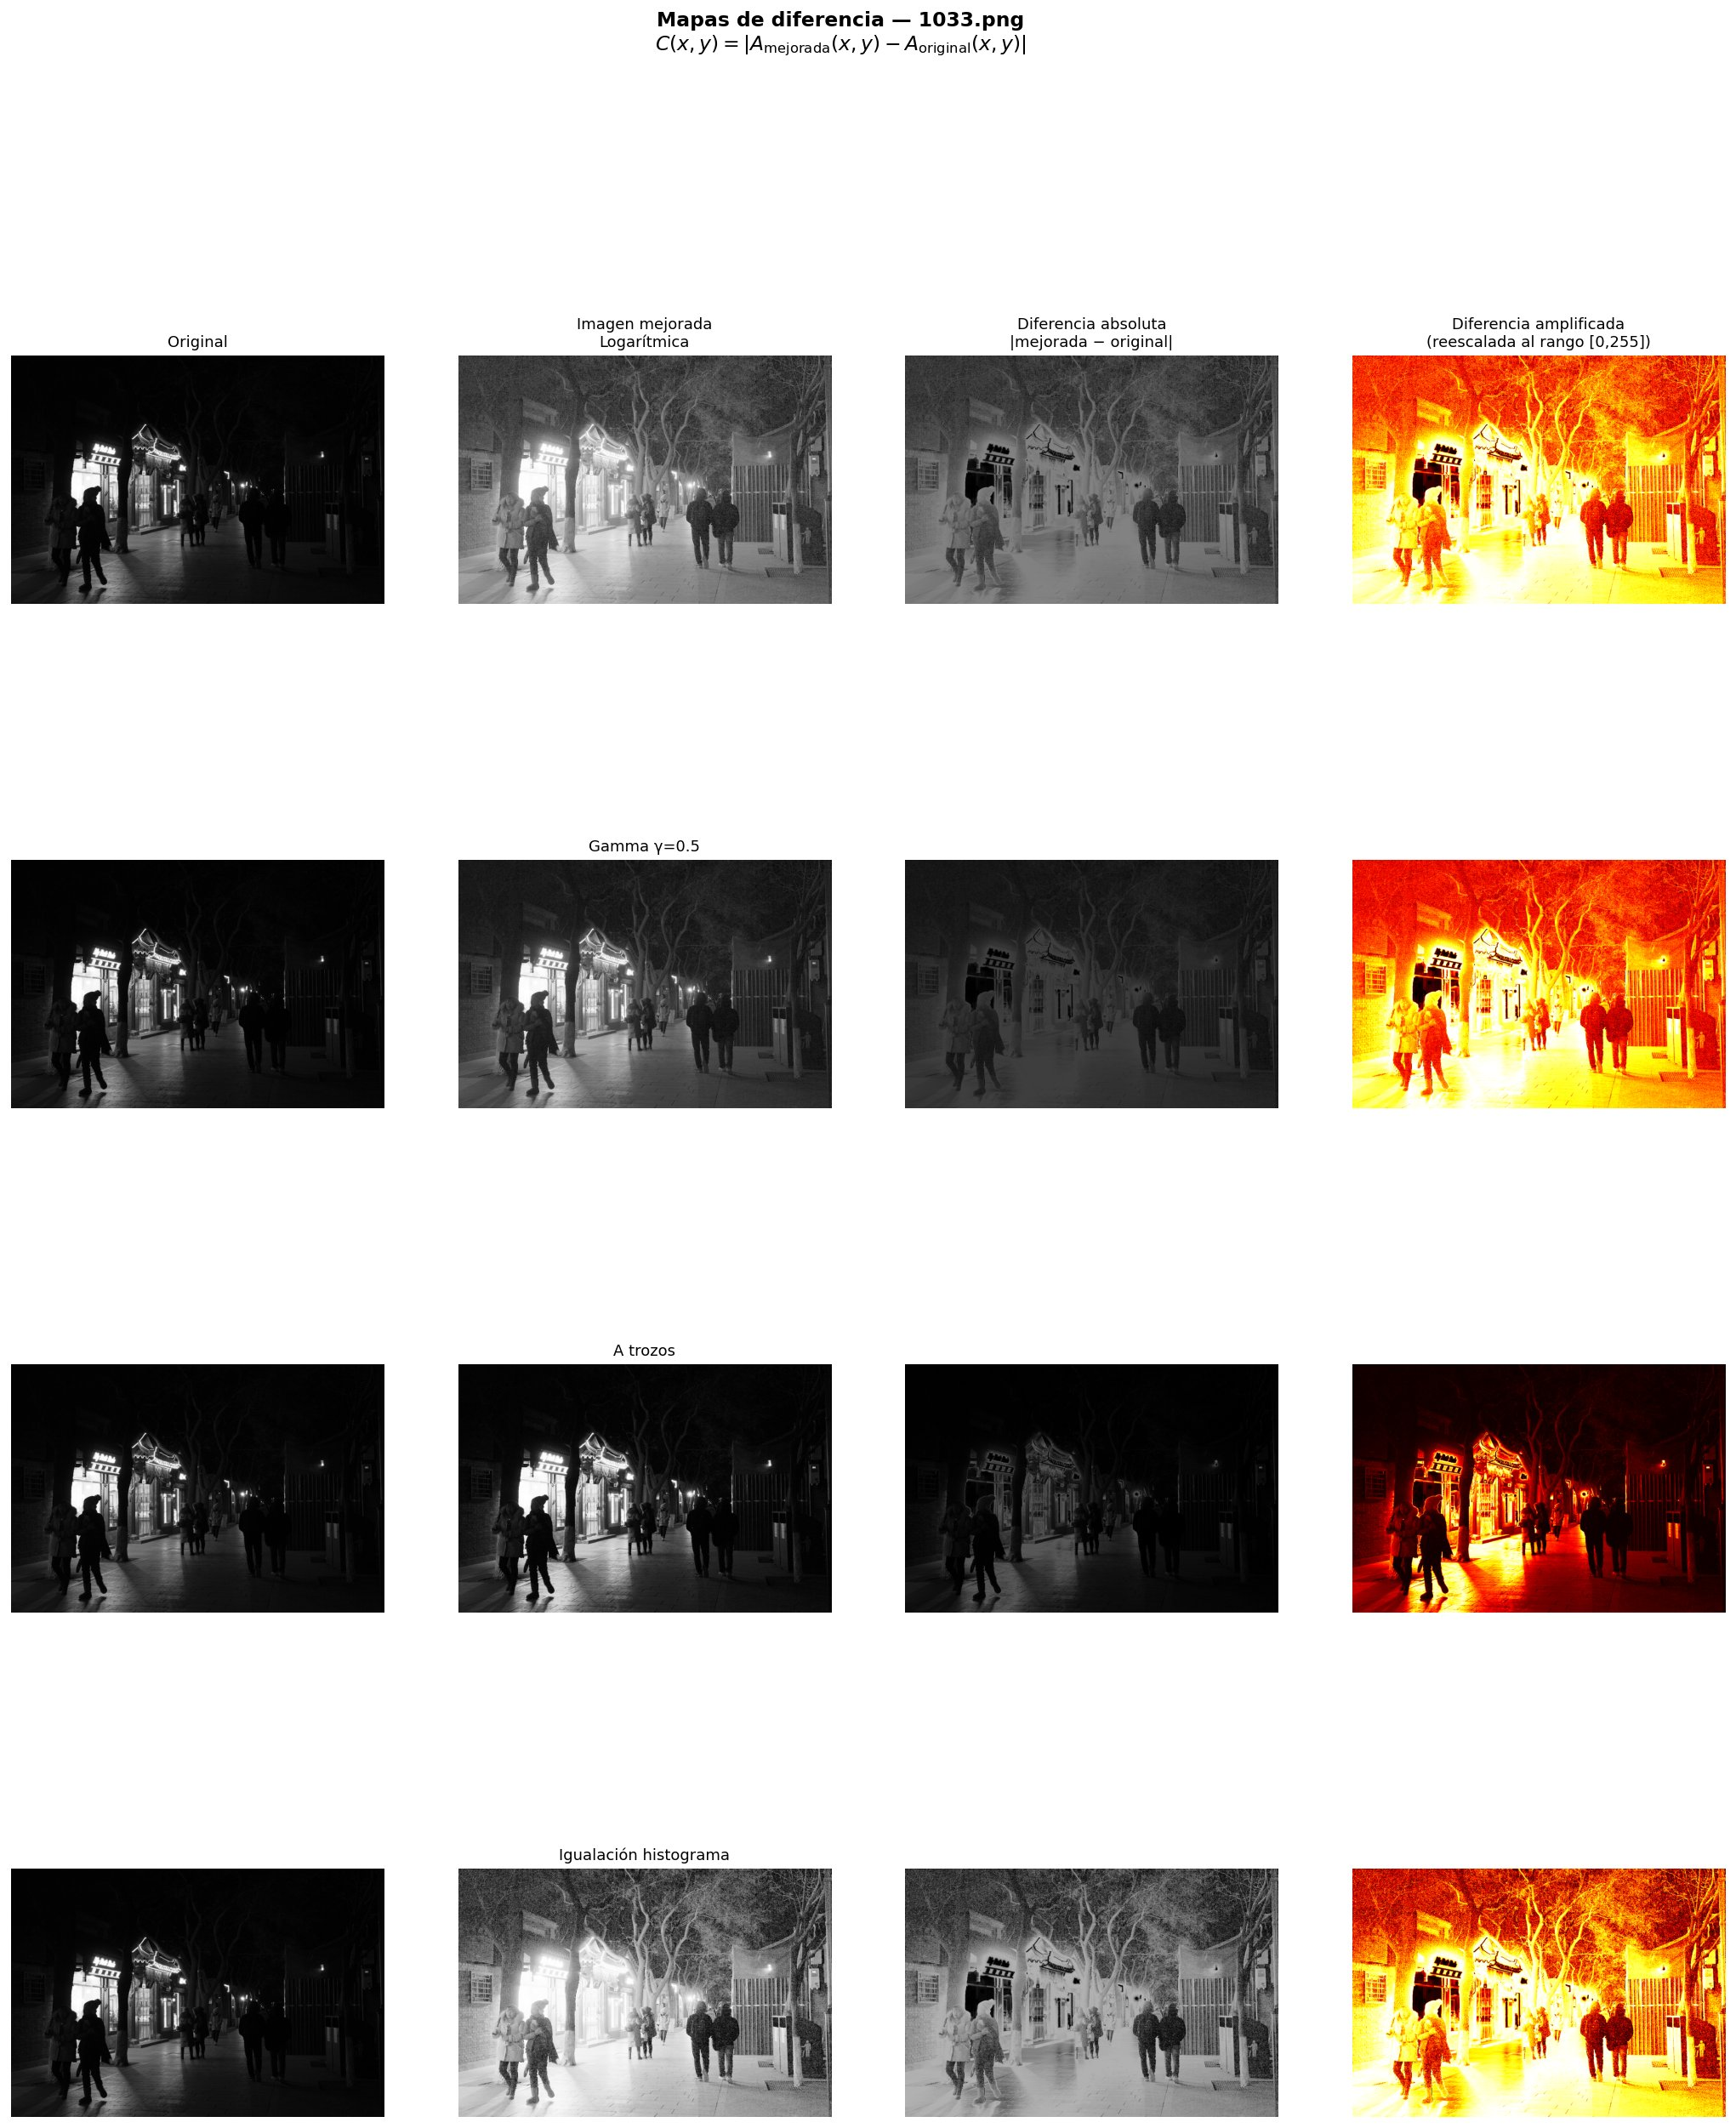 Mapas de diferencia — 1033.png
C(x, y) = |A_mejorada(x, y) − A_original(x, y)|
Original
Imagen mejorada
Logarítmica
Diferencia absoluta
|mejorada − original|
Diferencia amplificada
(reescalada al rango [0,255])
Gamma γ=0.5
A trozos
Igualación histograma